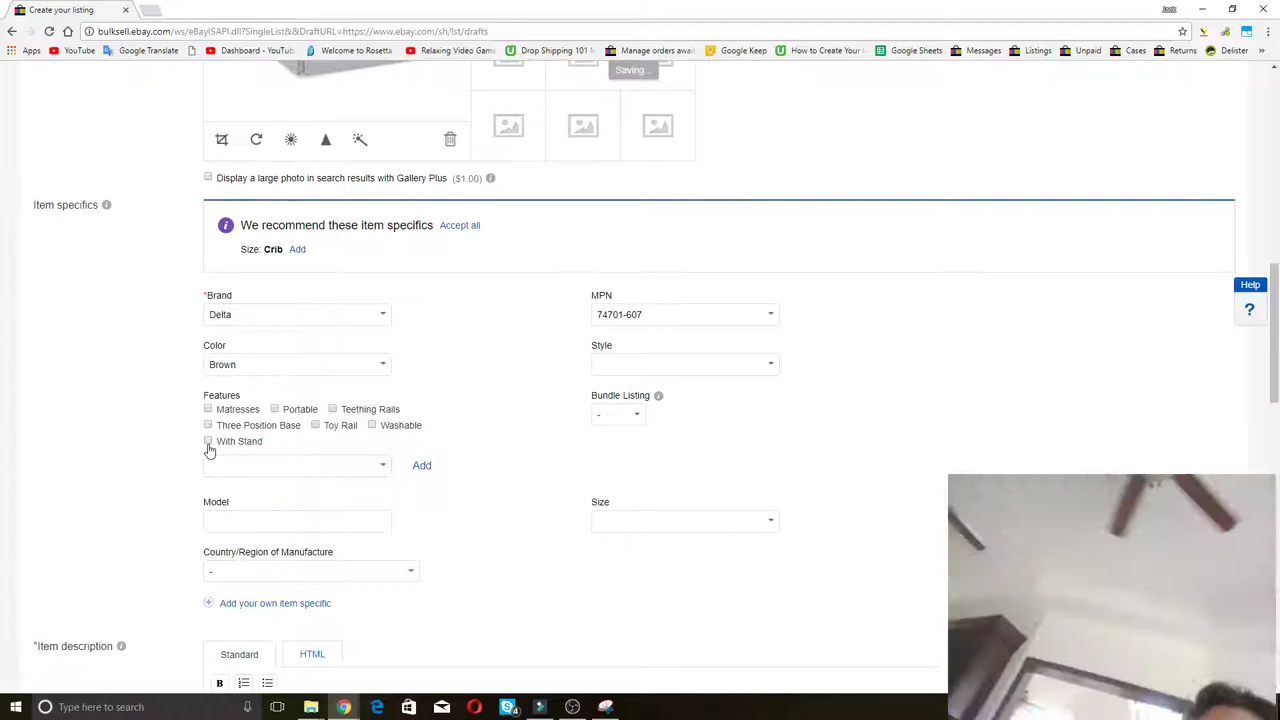 Create your listing
bulksell.ebay.com/ws/eBayISAPI.dll?SingleList&&DraftURL=https://www.ebay.com/sh/lst/drafts
Apps YouTube Google Translate Dashboard - YouTu Welcome to Rosetta Relaxing Video Gam Drop Shipping 101 M Manage orders await Google Keep How to Create Your L Google Sheets Messages Listings Unpaid Cases Returns Delister
Saving...
Display a large photo in search results with Gallery Plus ($1.00)
Item specifics
We recommend these item specifics Accept all
Size: Crib Add
*Brand MPN
Delta 74701-607
Color Style
Brown
Features Bundle Listing
Matresses Portable Teething Rails
-
Three Position Base Toy Rail Washable
With Stand
Add
Model Size
Country/Region of Manufacture
-
Add your own item specific
*Item description
Standard HTML
B
Help
?
Type here to search